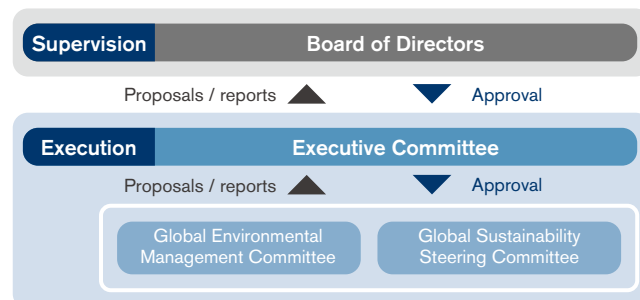 Supervision Board of Directors
Proposals / reports Approval
Execution Executive Committee
Proposals / reports Approval
Global Environmental
Management Committee
Global Sustainability
Steering Committee